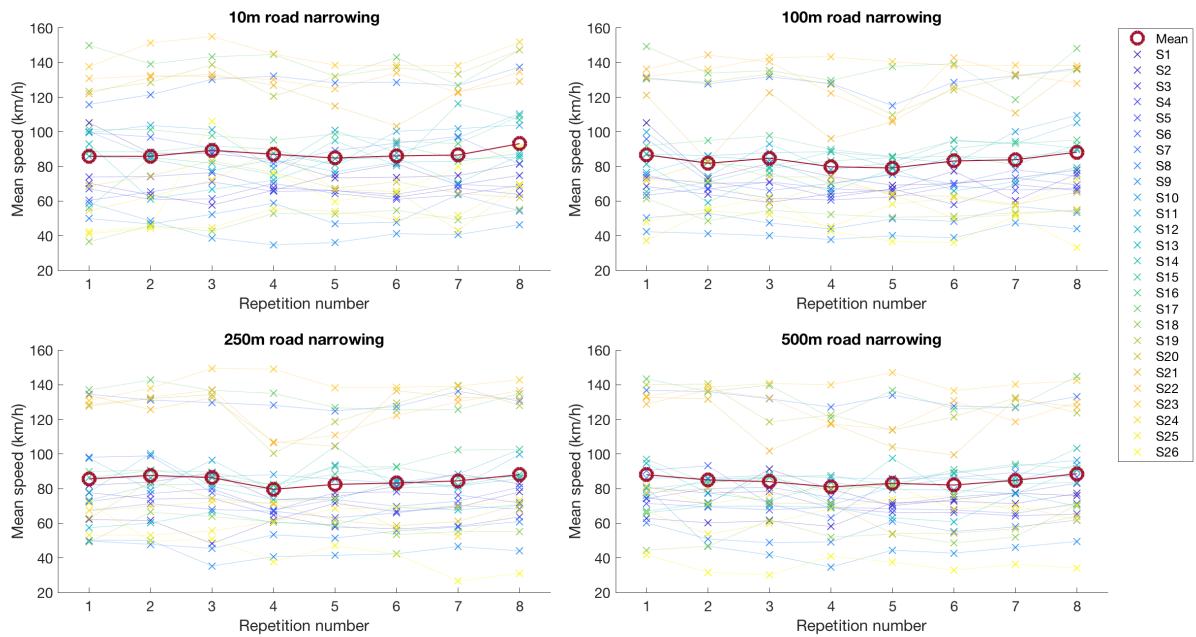 10m road narrowing
160
140
120
100
80
60
40
20
Mean speed (km/h)
1 2 3 4 5 6 7 8
Repetition number
100m road narrowing
160
140
120
100
80
60
40
20
Mean speed (km/h)
1 2 3 4 5 6 7 8
Repetition number
Mean
S1
S2
S3
S4
S5
S6
S7
S8
S9
S10
S11
S12
S13
S14
S15
S16
S17
S18
S19
S20
S21
S22
S23
S24
S25
S26
250m road narrowing
160
140
120
100
80
60
40
20
Mean speed (km/h)
1 2 3 4 5 6 7 8
Repetition number
500m road narrowing
160
140
120
100
80
60
40
20
Mean speed (km/h)
1 2 3 4 5 6 7 8
Repetition number